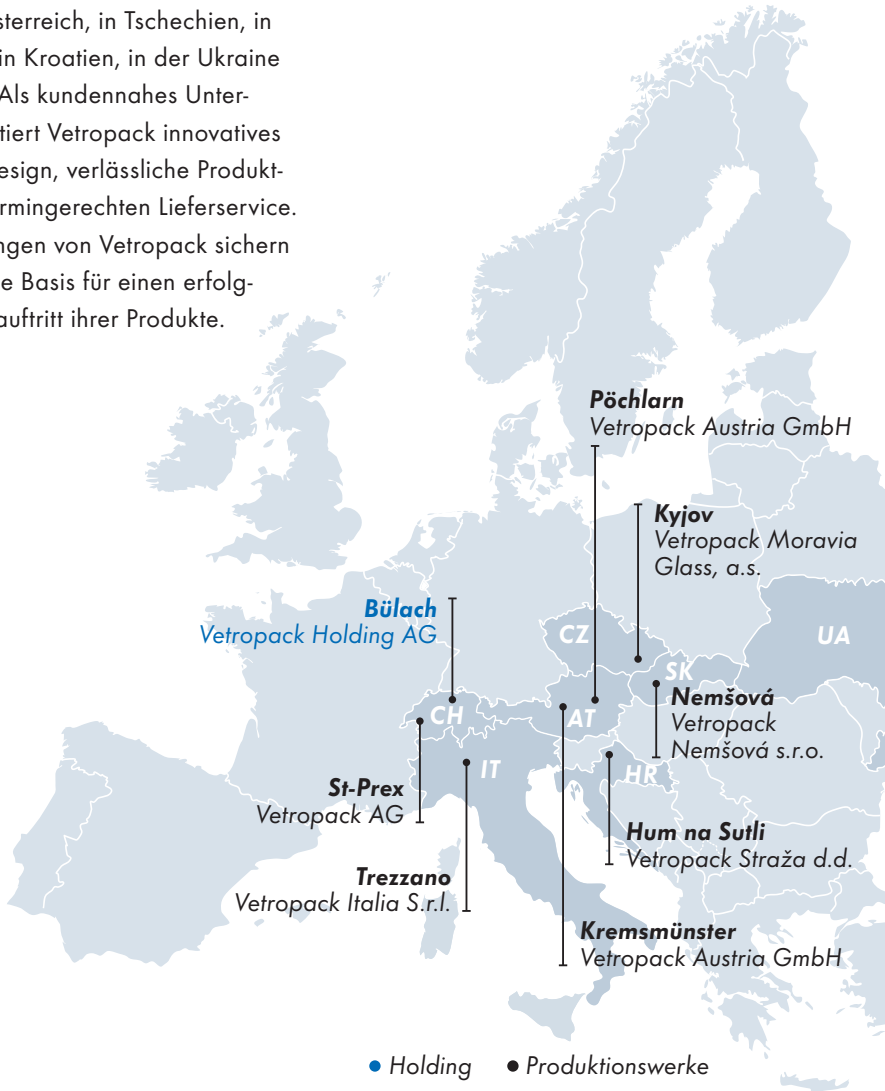 sterreich, in Tschechien, in
in Kroatien, in der Ukraine
Als kundennahes Unter-
tiert Vetropack innovatives
esign, verlässliche Produkt-
rmingerechten Lieferservice.
ngen von Vetropack sichern
e Basis für einen erfolg-
auftritt ihrer Produkte.
Pöchlarn
Vetropack Austria GmbH
Kyjov
Vetropack Moravia
Glass, a.s.
Bülach
Vetropack Holding AG
CZ
UA
SK
CH
AT
Nemšová
Vetropack
Nemšová s.r.o.
IT
HR
St-Prex
Vetropack AG
Hum na Sutli
Vetropack Straža d.d.
Trezzano
Vetropack Italia S.r.l.
Kremsmünster
Vetropack Austria GmbH
Holding
Produktionswerke